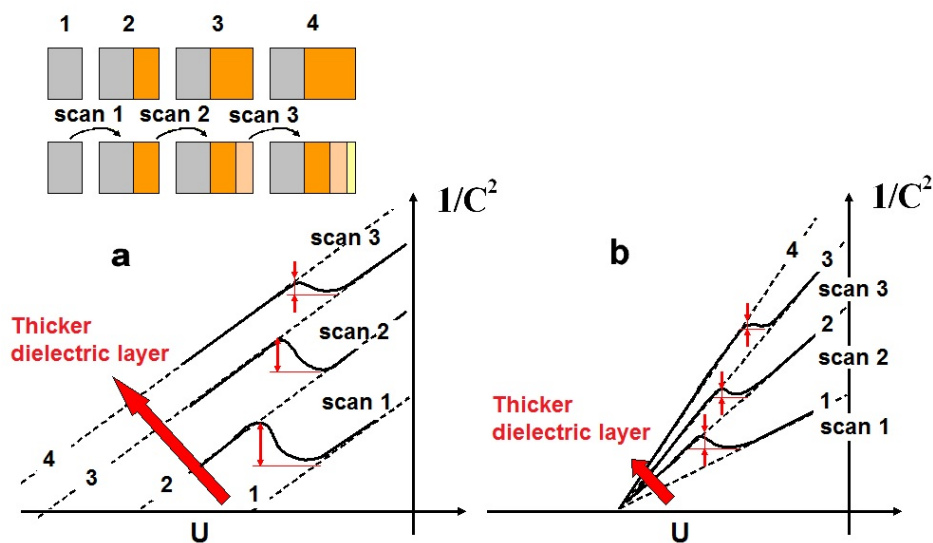 1 2 3 4
scan 1 scan 2 scan 3
a
1/C²
scan 3
scan 2
scan 1
Thicker
dielectric layer
4 3 2 1
U
b
1/C²
4
3
scan 3
2
scan 2
1
scan 1
Thicker
dielectric layer
U